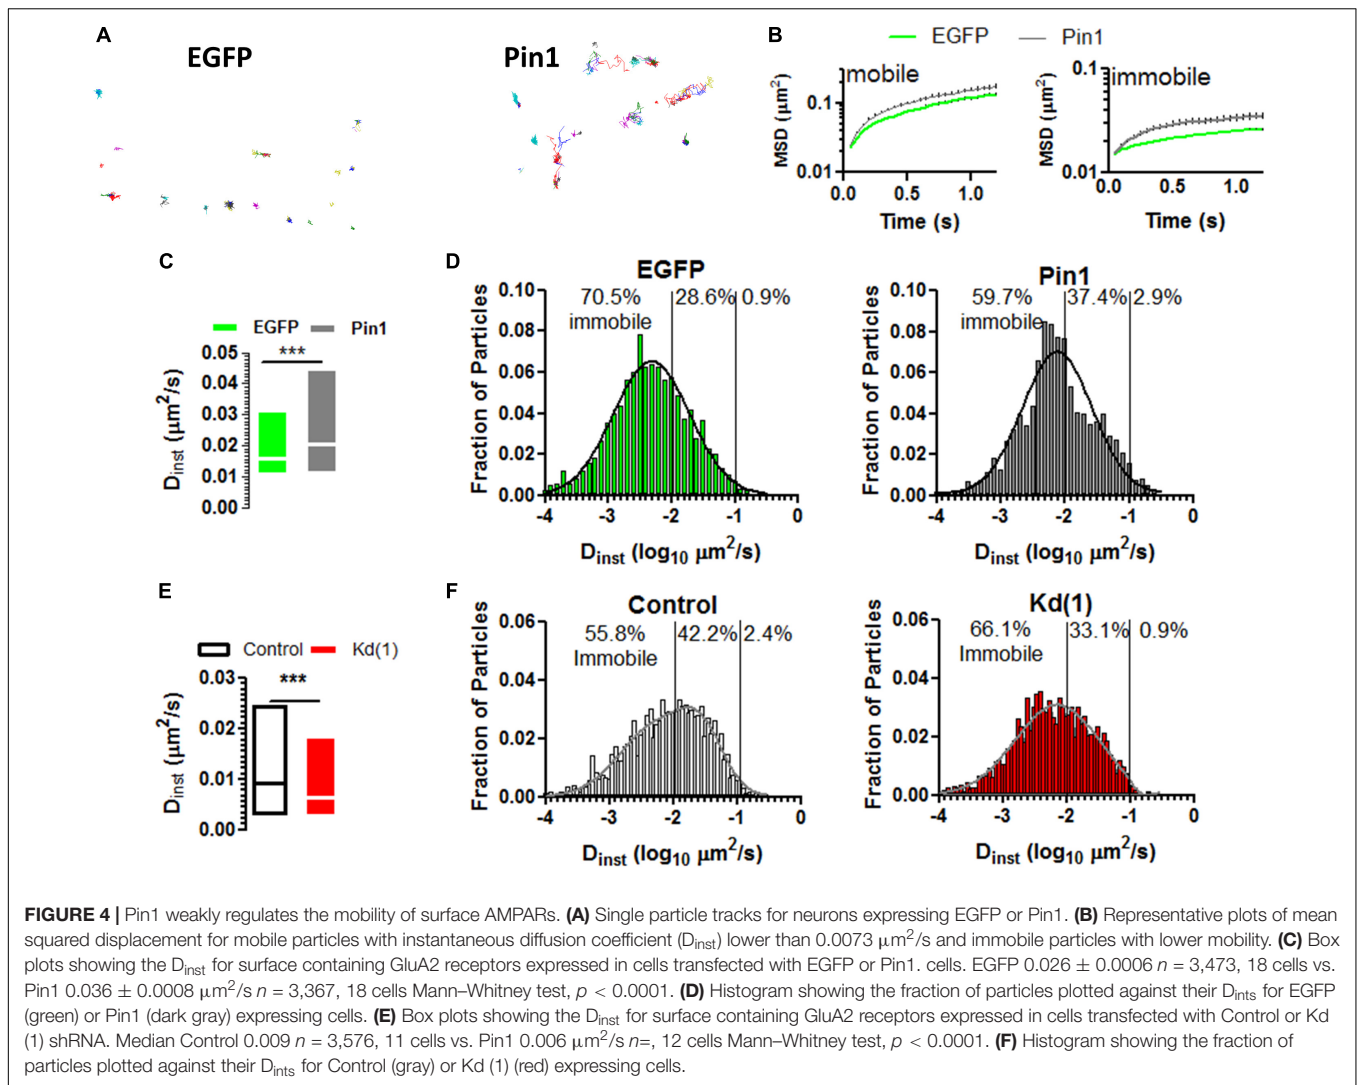 A
EGFP
Pin1
B
EGFP
Pin1
mobile
MSD (μm²)
0.1
0.01
0.0
0.5
1.0
Time (s)
immobile
MSD (μm²)
0.1
0.01
0.0
0.5
1.0
Time (s)
C
EGFP
Pin1
***
Dinst (μm²/s)
0.05
0.04
0.03
0.02
0.01
0.00
D
EGFP
70.5%
immobile
28.6%
0.9%
Fraction of Particles
0.10
0.08
0.06
0.04
0.02
0.00
-4
-3
-2
-1
0
Dinst (log10 μm²/s)
Pin1
59.7%
immobile
37.4%
2.9%
Fraction of Particles
0.10
0.08
0.06
0.04
0.02
0.00
-4
-3
-2
-1
0
Dinst (log10 μm²/s)
E
Control
Kd(1)
***
Dinst (μm²/s)
0.03
0.02
0.01
0.00
F
Control
55.8%
Immobile
42.2%
2.4%
Fraction of Particles
0.06
0.04
0.02
0.00
-4
-3
-2
-1
0
Dinst (log10 μm²/s)
Kd(1)
66.1%
Immobile
33.1%
0.9%
Fraction of Particles
0.06
0.04
0.02
0.00
-4
-3
-2
-1
0
Dinst (log10 μm²/s)
FIGURE 4 | Pin1 weakly regulates the mobility of surface AMPARs. (A) Single particle tracks for neurons expressing EGFP or Pin1. (B) Representative plots of mean
squared displacement for mobile particles with instantaneous diffusion coefficient (Dinst) lower than 0.0073 μm²/s and immobile particles with lower mobility. (C) Box
plots showing the Dinst for surface containing GluA2 receptors expressed in cells transfected with EGFP or Pin1. cells. EGFP 0.026 ± 0.0006 n = 3,473, 18 cells vs.
Pin1 0.036 ± 0.0008 μm²/s n = 3,367, 18 cells Mann–Whitney test, p < 0.0001. (D) Histogram showing the fraction of particles plotted against their Dints for EGFP
(green) or Pin1 (dark gray) expressing cells. (E) Box plots showing the Dinst for surface containing GluA2 receptors expressed in cells transfected with Control or Kd
(1) shRNA. Median Control 0.009 n = 3,576, 11 cells vs. Pin1 0.006 μm²/s n=, 12 cells Mann–Whitney test, p < 0.0001. (F) Histogram showing the fraction of
particles plotted against their Dints for Control (gray) or Kd (1) (red) expressing cells.